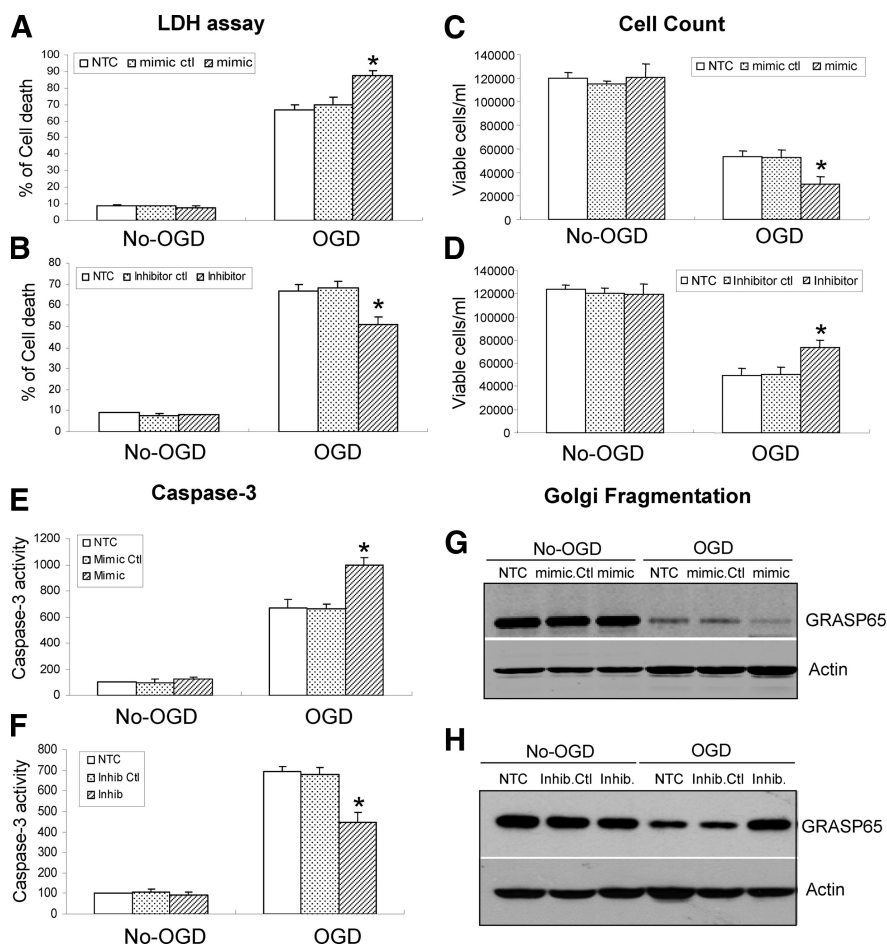 A
LDH assay
% of Cell death
100
90
80
70
60
50
40
30
20
10
0
NTC mimic ctl mimic
*
No-OGD OGD
B
% of Cell death
80
70
60
50
40
30
20
10
0
NTC Inhibitor ctl Inhibitor
*
No-OGD OGD
C
Cell Count
Viable cells/ml
140000
120000
100000
80000
60000
40000
20000
0
NTC mimic ctl mimic
*
No-OGD OGD
D
Viable cells/ml
140000
120000
100000
80000
60000
40000
20000
0
NTC Inhibitor ctl Inhibitor
*
No-OGD OGD
E
Caspase-3
Caspase-3 activity
1200
1000
800
600
400
200
0
NTC
Mimic Ctl
Mimic
*
No-OGD OGD
F
Caspase-3 activity
800
700
600
500
400
300
200
100
0
NTC
Inhib Ctl
Inhib
*
No-OGD OGD
Golgi Fragmentation
G
No-OGD OGD
NTC mimic.Ctl mimic NTC mimic.Ctl mimic
GRASP65
Actin
H
No-OGD OGD
NTC Inhib.Ctl Inhib. NTC Inhib.Ctl Inhib.
GRASP65
Actin